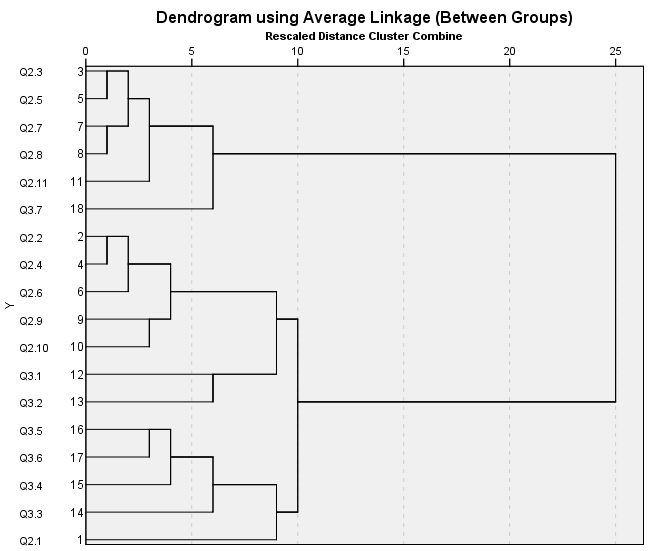 Dendrogram using Average Linkage (Between Groups)
Rescaled Distance Cluster Combine
0 5 10 15 20 25
Q2.3 3
Q2.5 5
Q2.7 7
Q2.8 8
Q2.11 11
Q3.7 18
Q2.2 2
Q2.4 4
Q2.6 6
Y
Q2.9 9
Q2.10 10
Q3.1 12
Q3.2 13
Q3.5 16
Q3.6 17
Q3.4 15
Q3.3 14
Q2.1 1